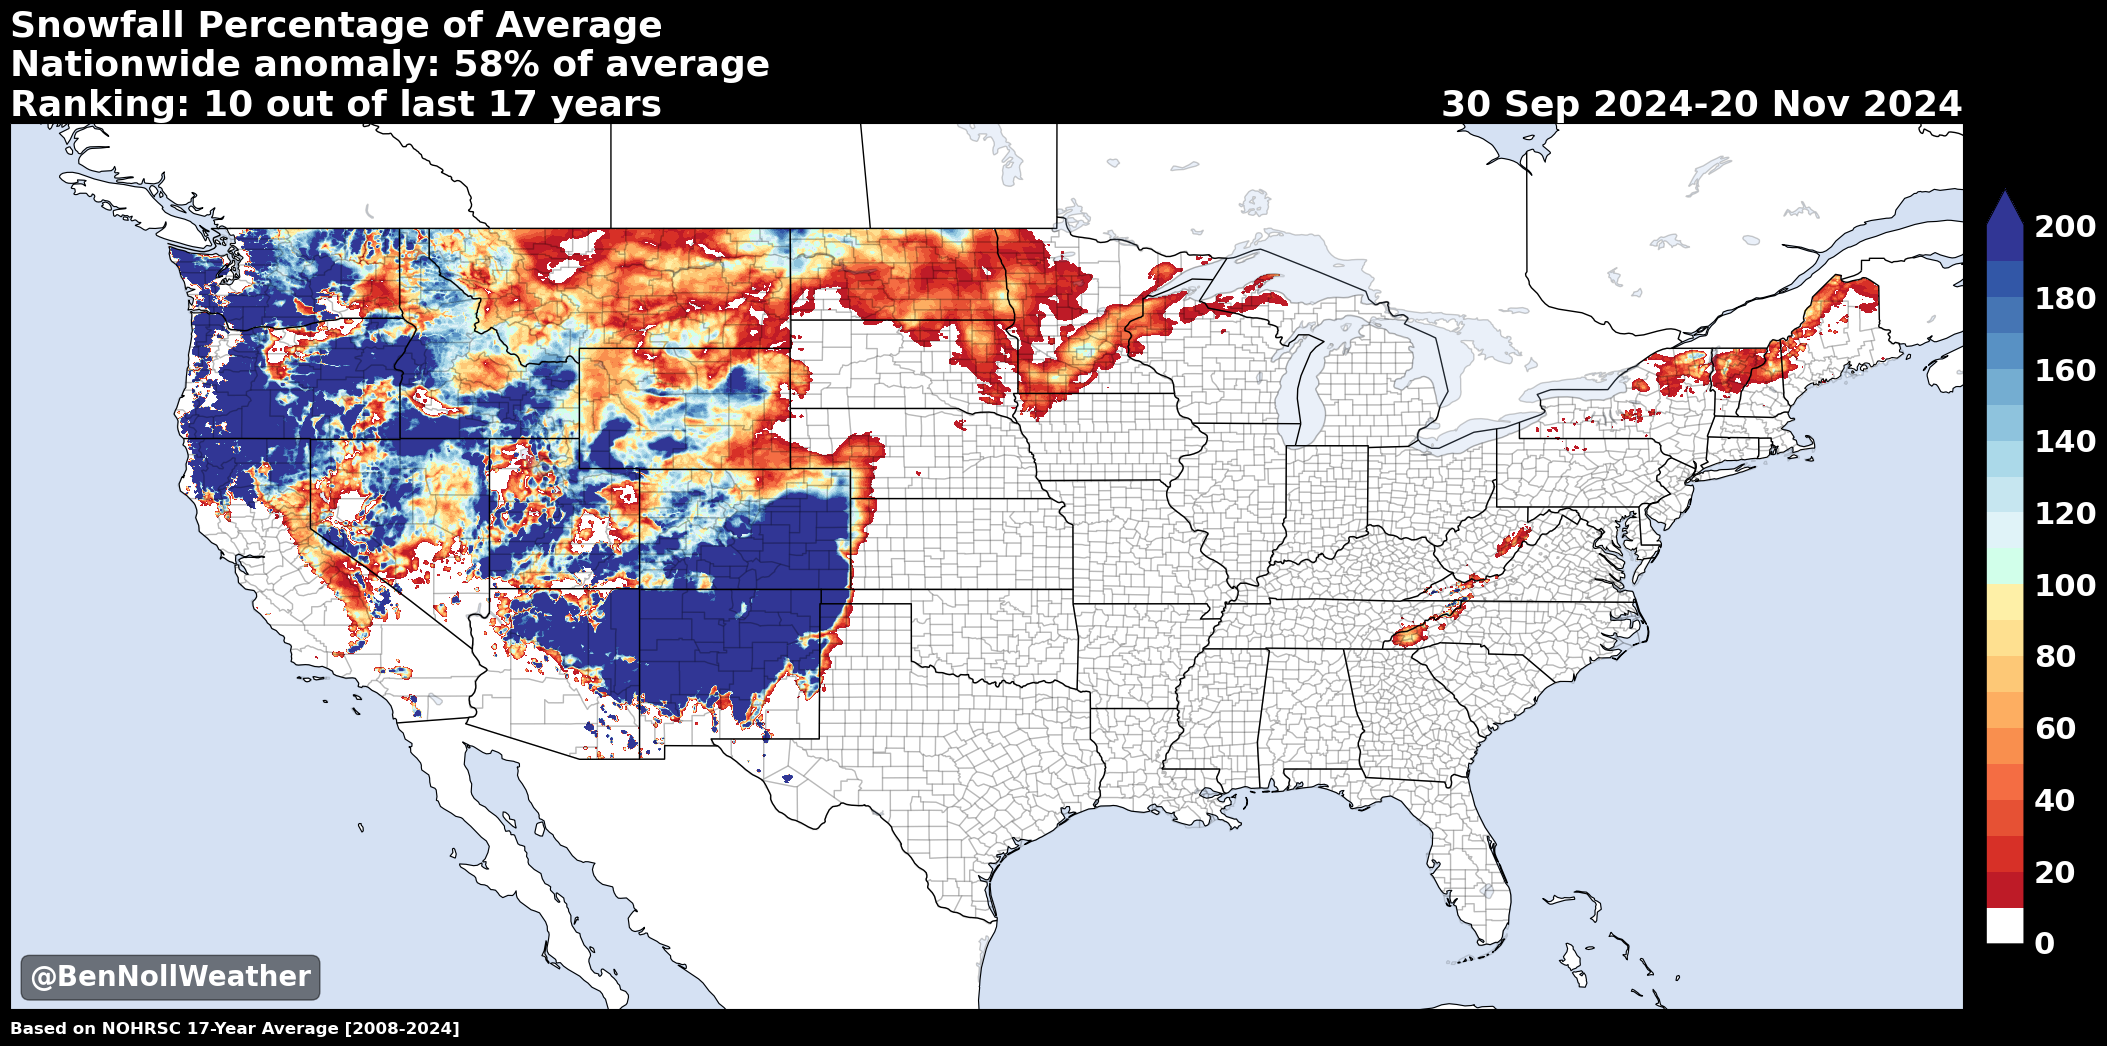 Snowfall Percentage of Average
Nationwide anomaly: 58% of average
Ranking: 10 out of last 17 years
30 Sep 2024-20 Nov 2024
200
180
160
140
120
100
80
60
40
20
0
@BenNollWeather
Based on NOHRSC 17-Year Average [2008-2024]